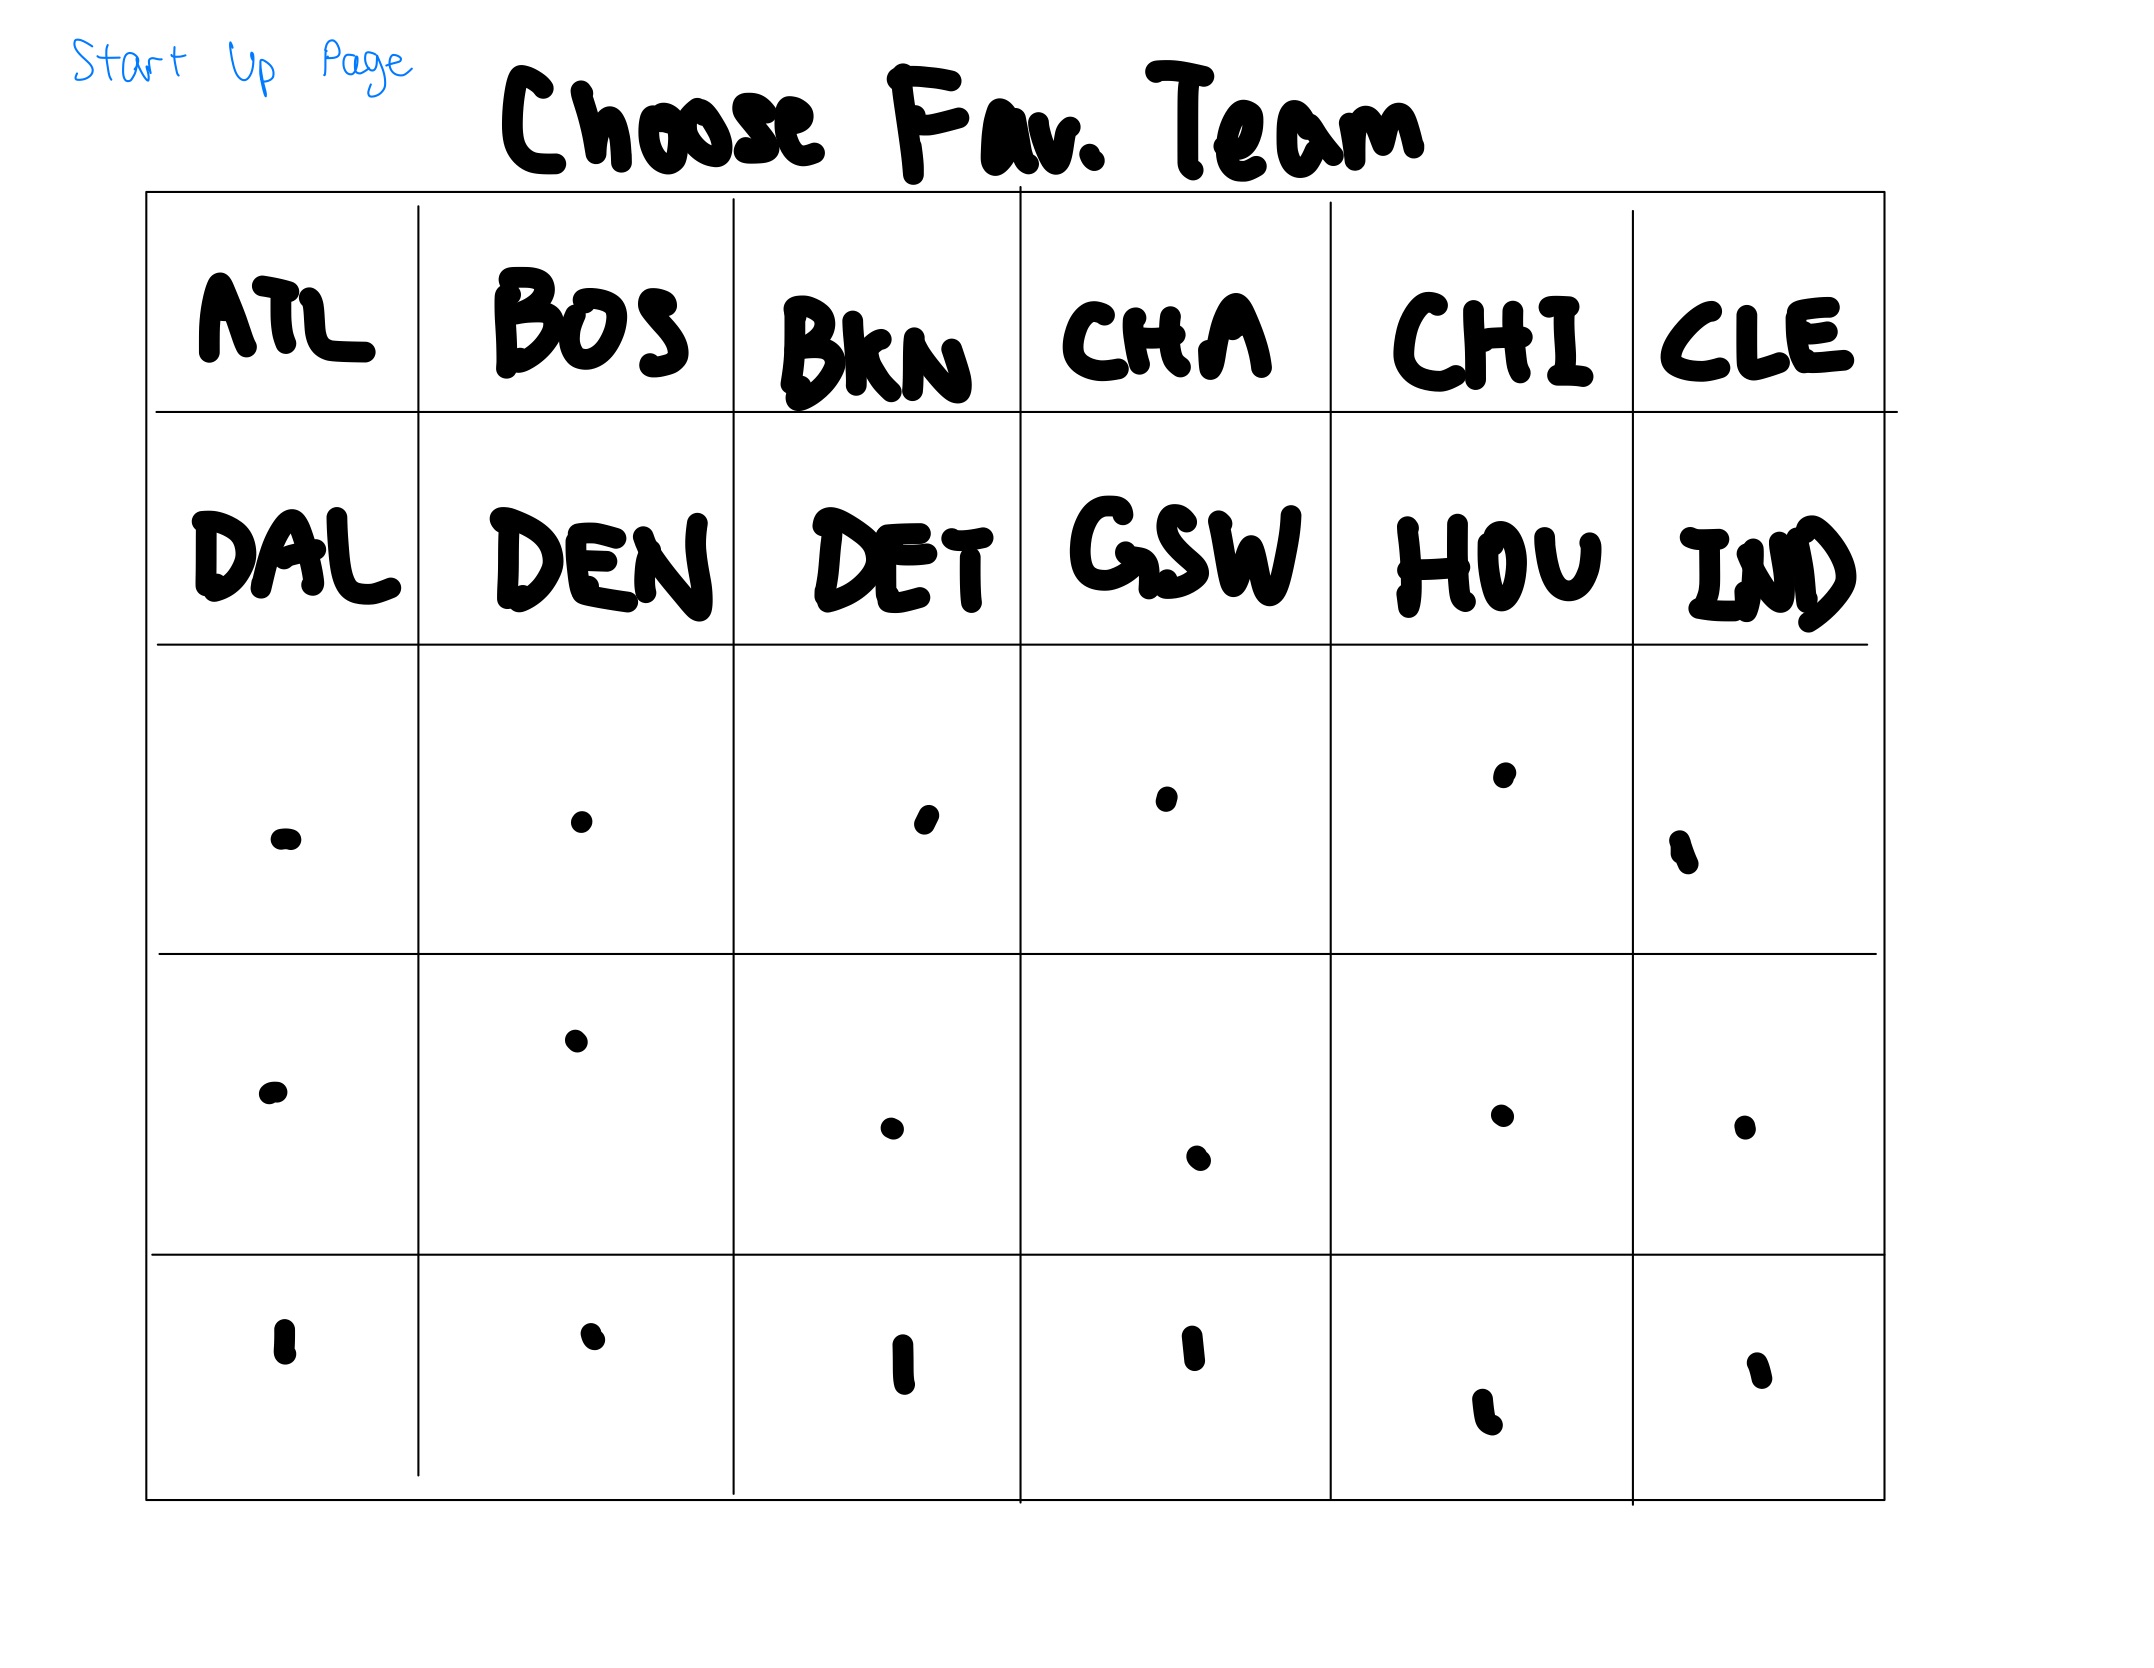 Start Up Page
Choose Fav. Team
ATL BOS BKN CHA CHI CLE
DAL DEN DET GSW HOU IND